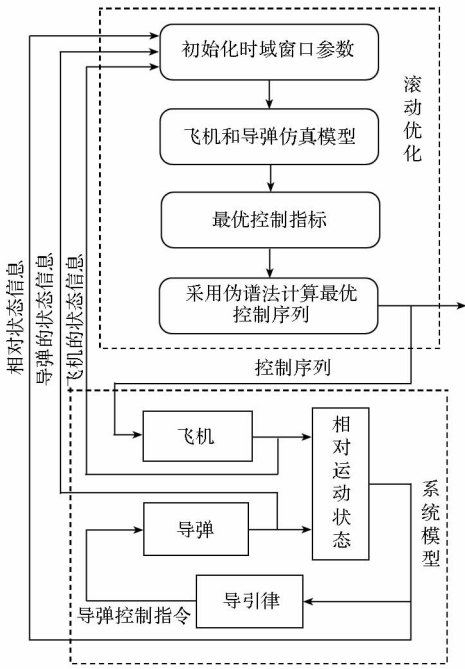 初始化时域窗口参数
飞机和导弹仿真模型
最优控制指标
采用伪谱法计算最优
控制序列
滚动优化
相对状态信息
导弹的状态信息
飞机的状态信息
控制序列
飞机
相对运动状态
导弹
系统模型
导引律
导弹控制指令